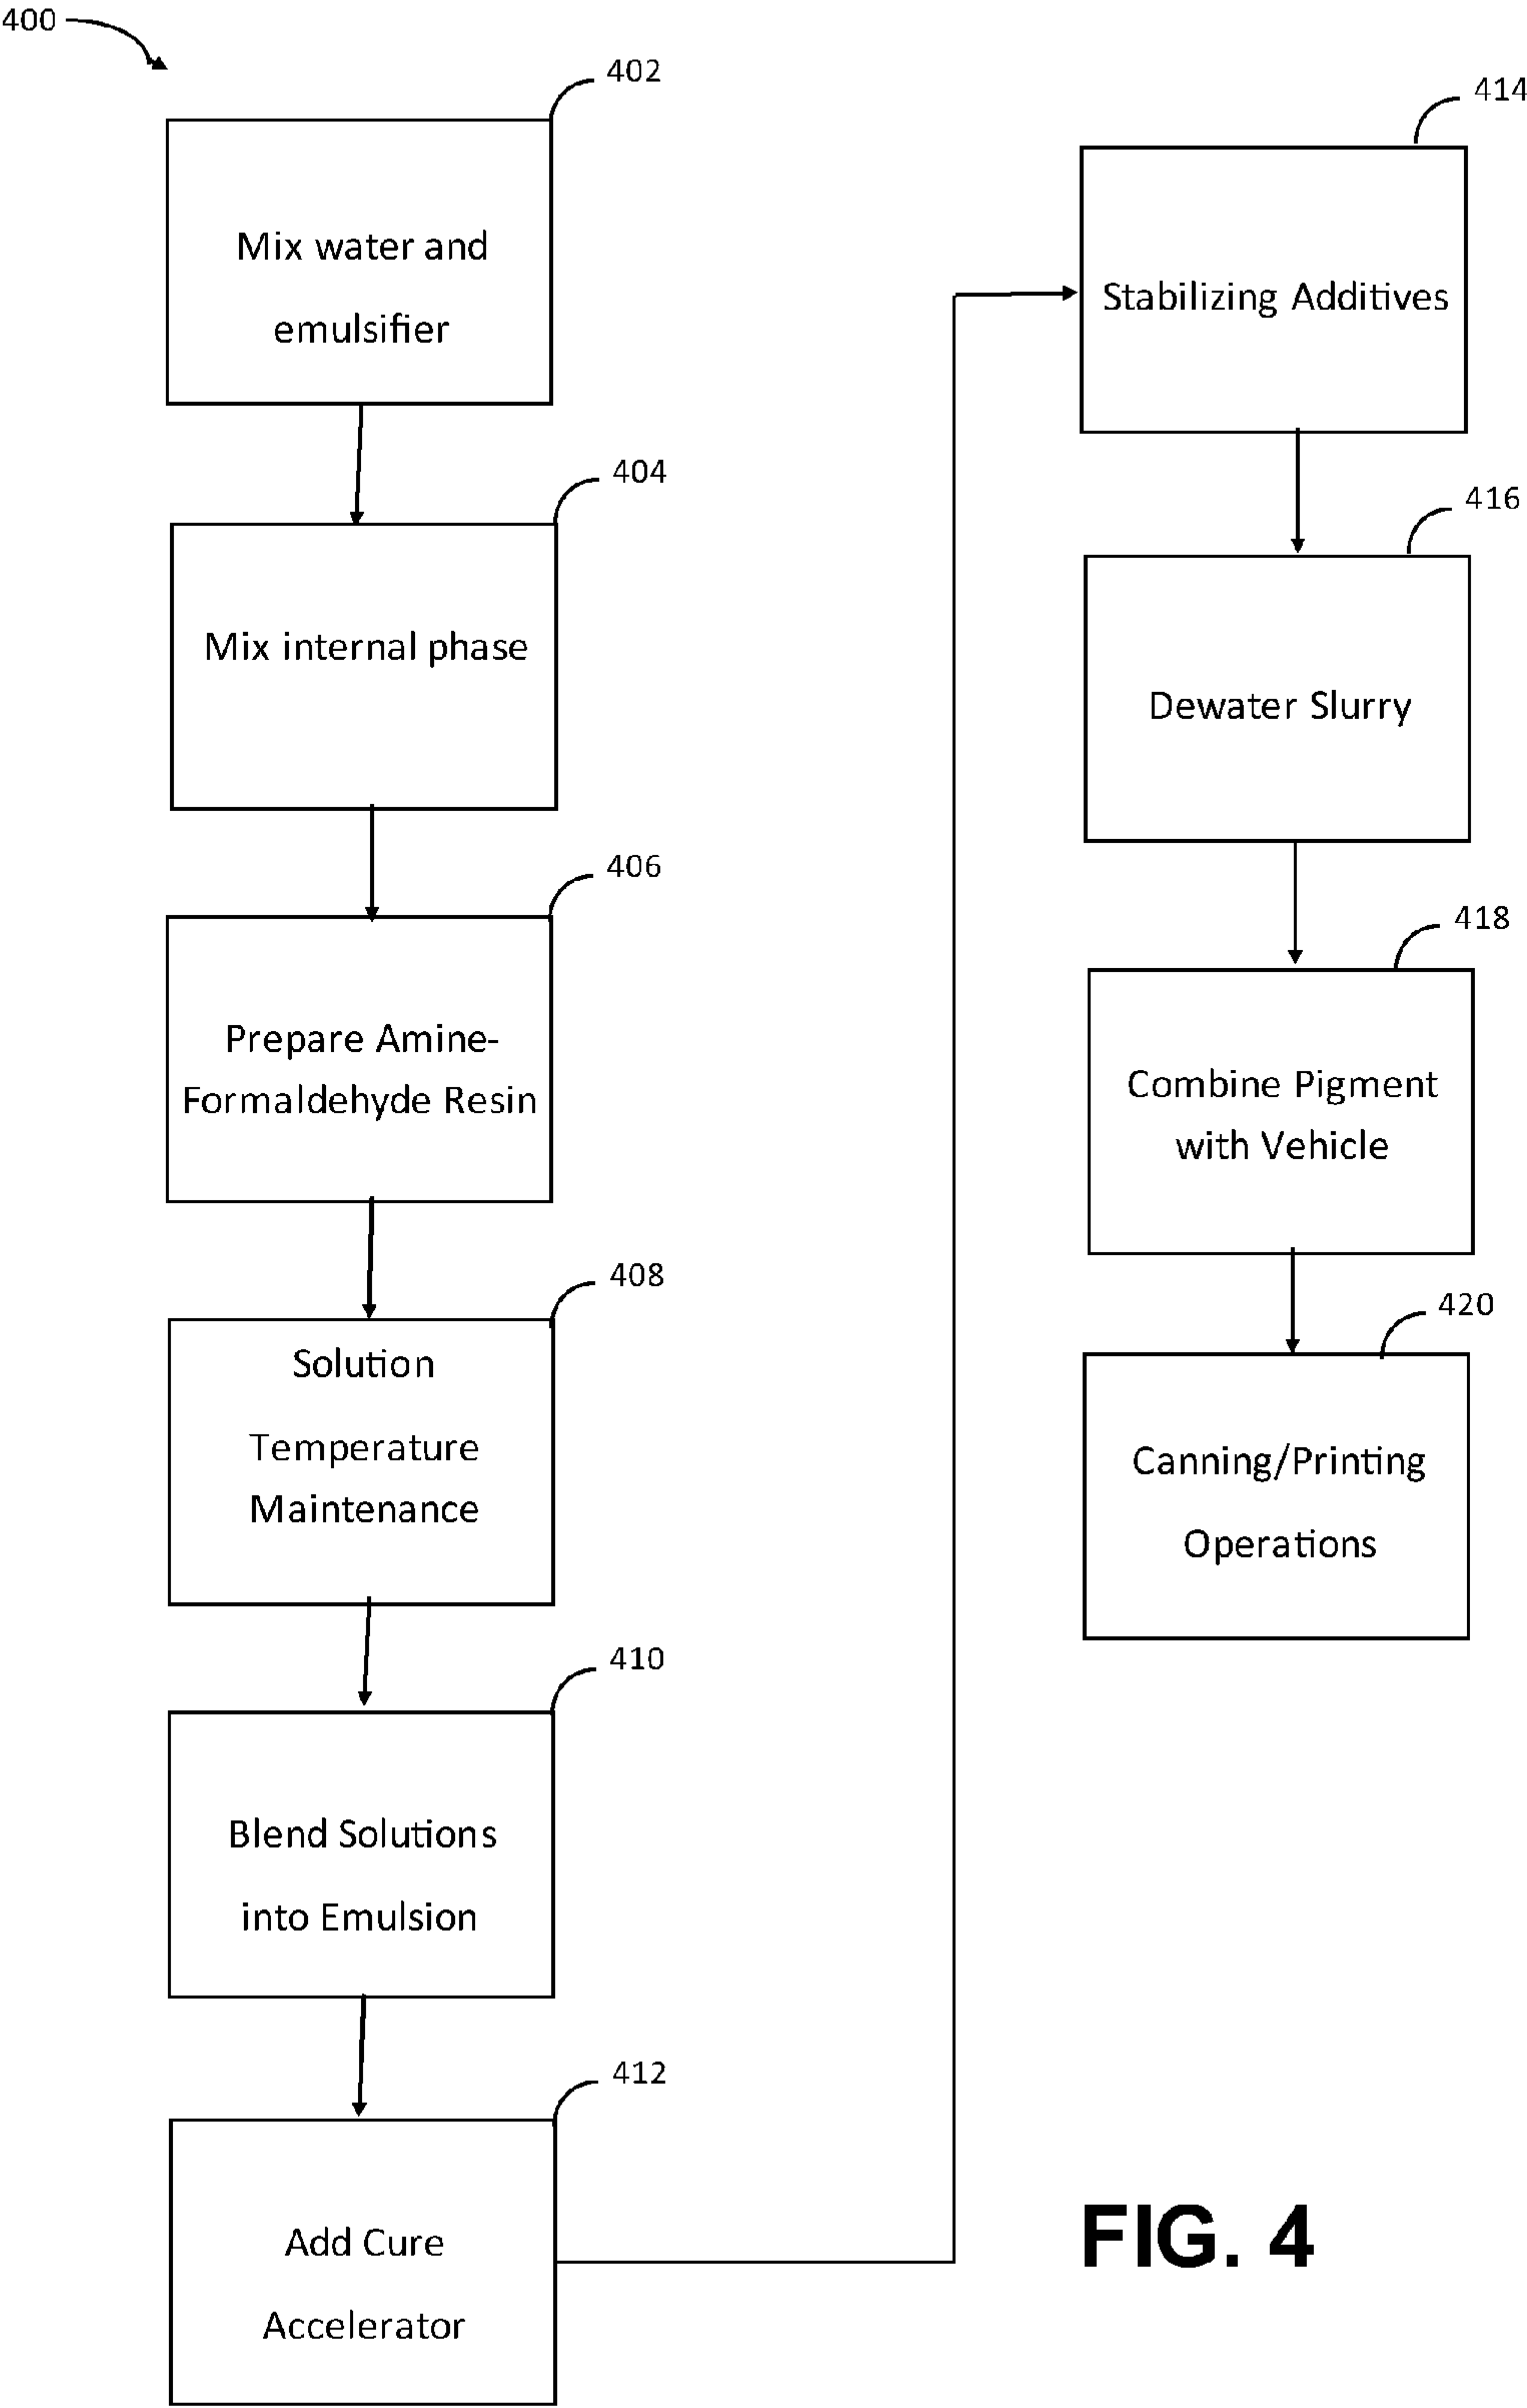 400
402
Mix water and
emulsifier
404
Mix internal phase
406
Prepare Amine-
Formaldehyde Resin
408
Solution
Temperature
Maintenance
410
Blend Solutions
into Emulsion
412
Add Cure
Accelerator
414
Stabilizing Additives
416
Dewater Slurry
418
Combine Pigment
with Vehicle
420
Canning/Printing
Operations
FIG. 4